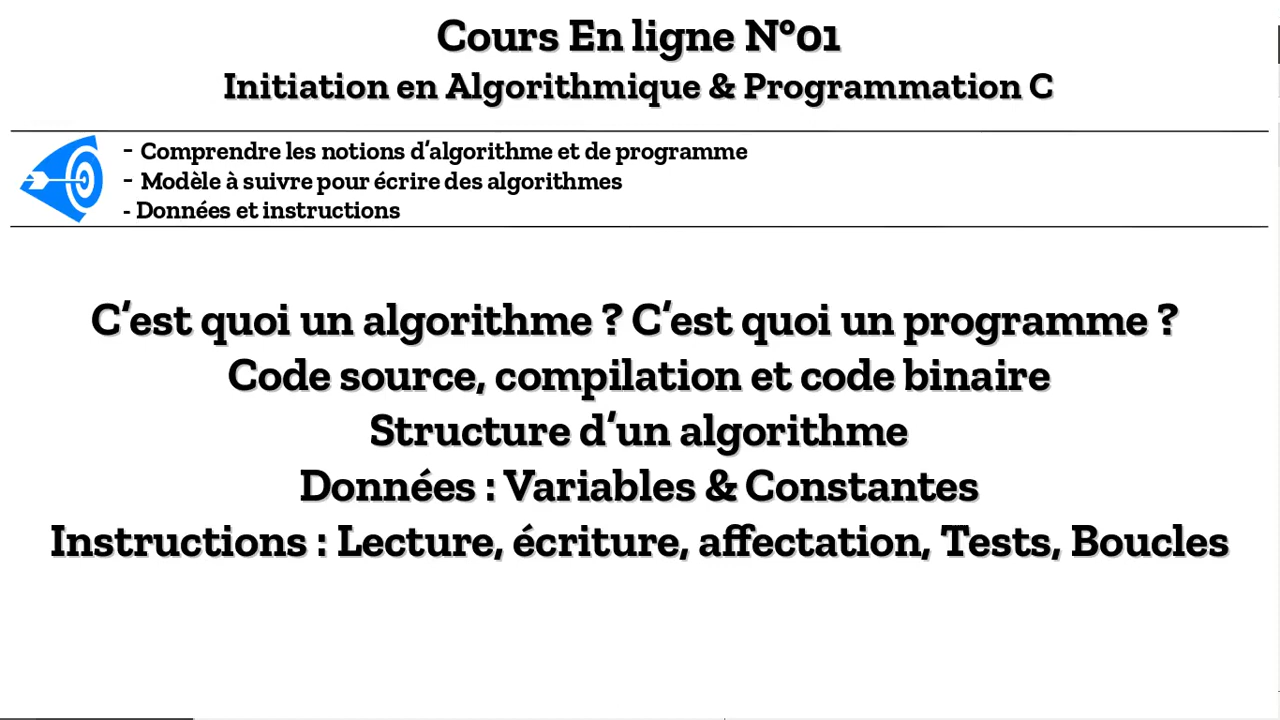 Cours En ligne N°01
Initiation en Algorithmique & Programmation C
- Comprendre les notions d’algorithme et de programme
- Modèle à suivre pour écrire des algorithmes
- Données et instructions
C’est quoi un algorithme ? C’est quoi un programme ?
Code source, compilation et code binaire
Structure d’un algorithme
Données : Variables & Constantes
Instructions : Lecture, écriture, affectation, Tests, Boucles